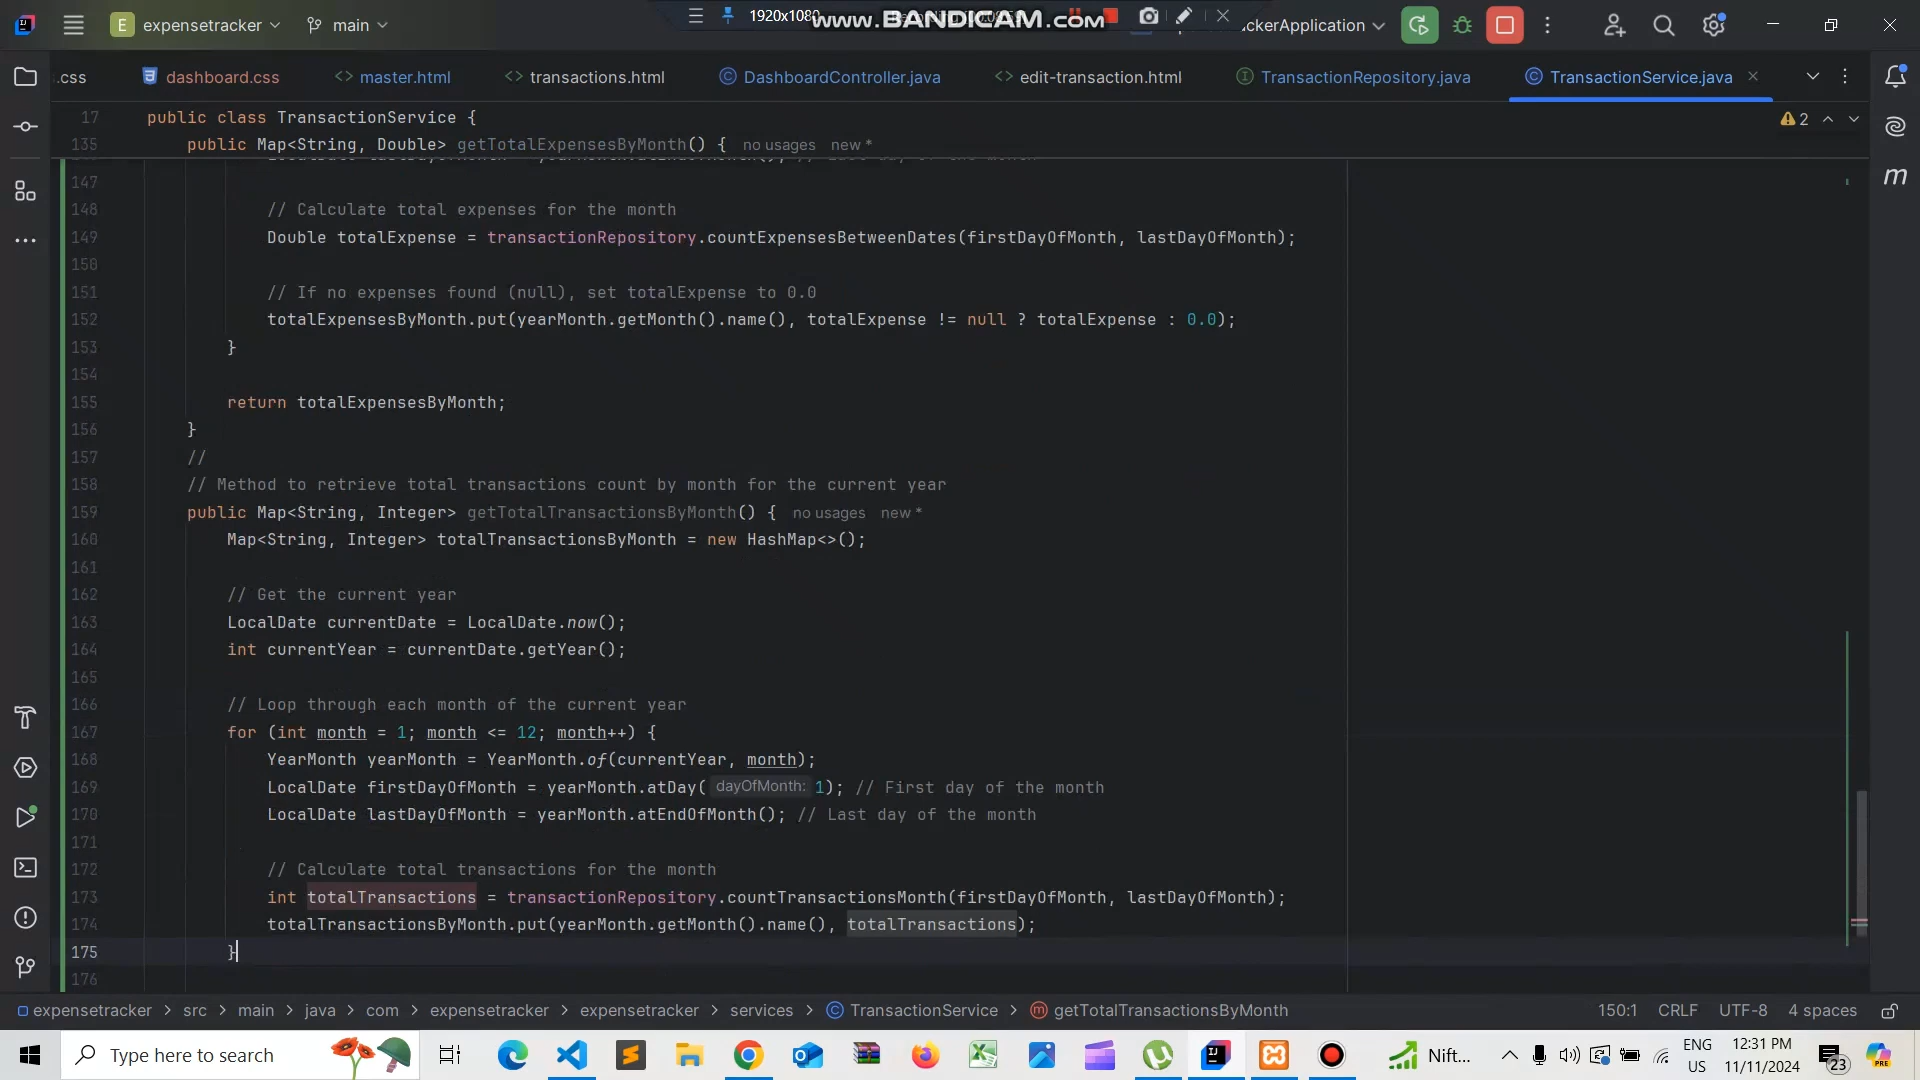 E expensetracker main 1920x1080 www.BANDICAM.com ckerApplication
.css dashboard.css <> master.html <> transactions.html DashboardController.java <> edit-transaction.html TransactionRepository.java TransactionService.java
17 public class TransactionService { 2
135 public Map<String, Double> getTotalExpensesByMonth() { no usages new *
147
148 // Calculate total expenses for the month
149 Double totalExpense = transactionRepository.countExpensesBetweenDates(firstDayOfMonth, lastDayOfMonth);
150
151 // If no expenses found (null), set totalExpense to 0.0
152 totalExpensesByMonth.put(yearMonth.getMonth().name(), totalExpense != null ? totalExpense : 0.0);
153 }
154
155 return totalExpensesByMonth;
156 }
157 //
158 // Method to retrieve total transactions count by month for the current year
159 public Map<String, Integer> getTotalTransactionsByMonth() { no usages new *
160 Map<String, Integer> totalTransactionsByMonth = new HashMap<>();
161
162 // Get the current year
163 LocalDate currentDate = LocalDate.now();
164 int currentYear = currentDate.getYear();
165
166 // Loop through each month of the current year
167 for (int month = 1; month <= 12; month++) {
168 YearMonth yearMonth = YearMonth.of(currentYear, month);
169 LocalDate firstDayOfMonth = yearMonth.atDay( dayOfMonth: 1); // First day of the month
170 LocalDate lastDayOfMonth = yearMonth.atEndOfMonth(); // Last day of the month
171
172 // Calculate total transactions for the month
173 int totalTransactions = transactionRepository.countTransactionsMonth(firstDayOfMonth, lastDayOfMonth);
174 totalTransactionsByMonth.put(yearMonth.getMonth().name(), totalTransactions);
175 }
176
expensetracker > src > main > java > com > expensetracker > expensetracker > services > TransactionService > getTotalTransactionsByMonth 150:1 CRLF UTF-8 4 spaces
Type here to search Nift... ENG 12:31 PM
US 11/11/2024 23